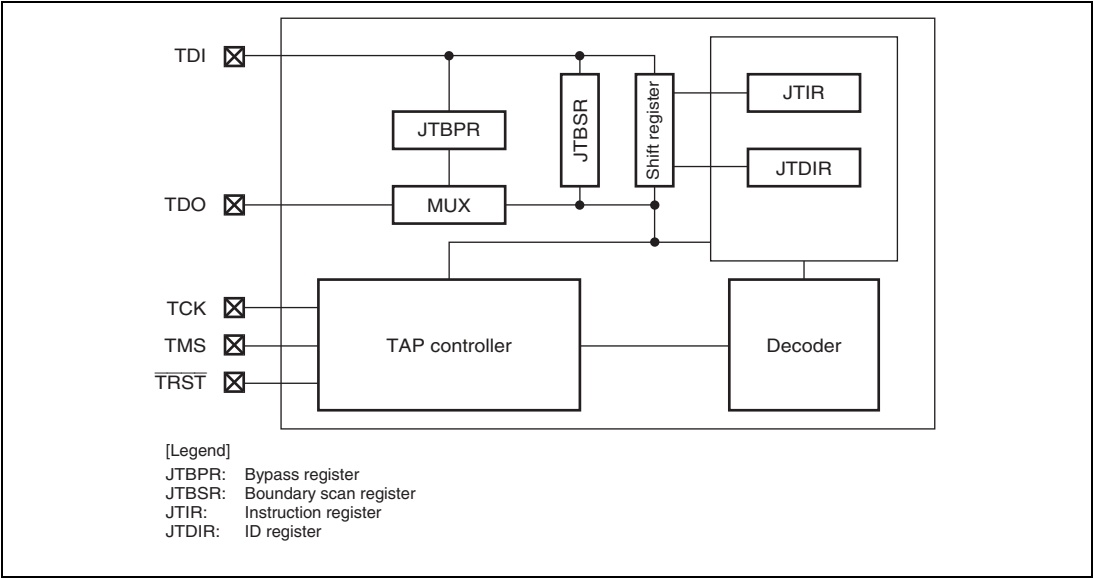 TDI
JTBPR
JTBSR
Shift register
JTIR
JTDIR
TDO
MUX
TCK
TMS
TRST
TAP controller
Decoder
[Legend]
JTBPR: Bypass register
JTBSR: Boundary scan register
JTIR: Instruction register
JTDIR: ID register